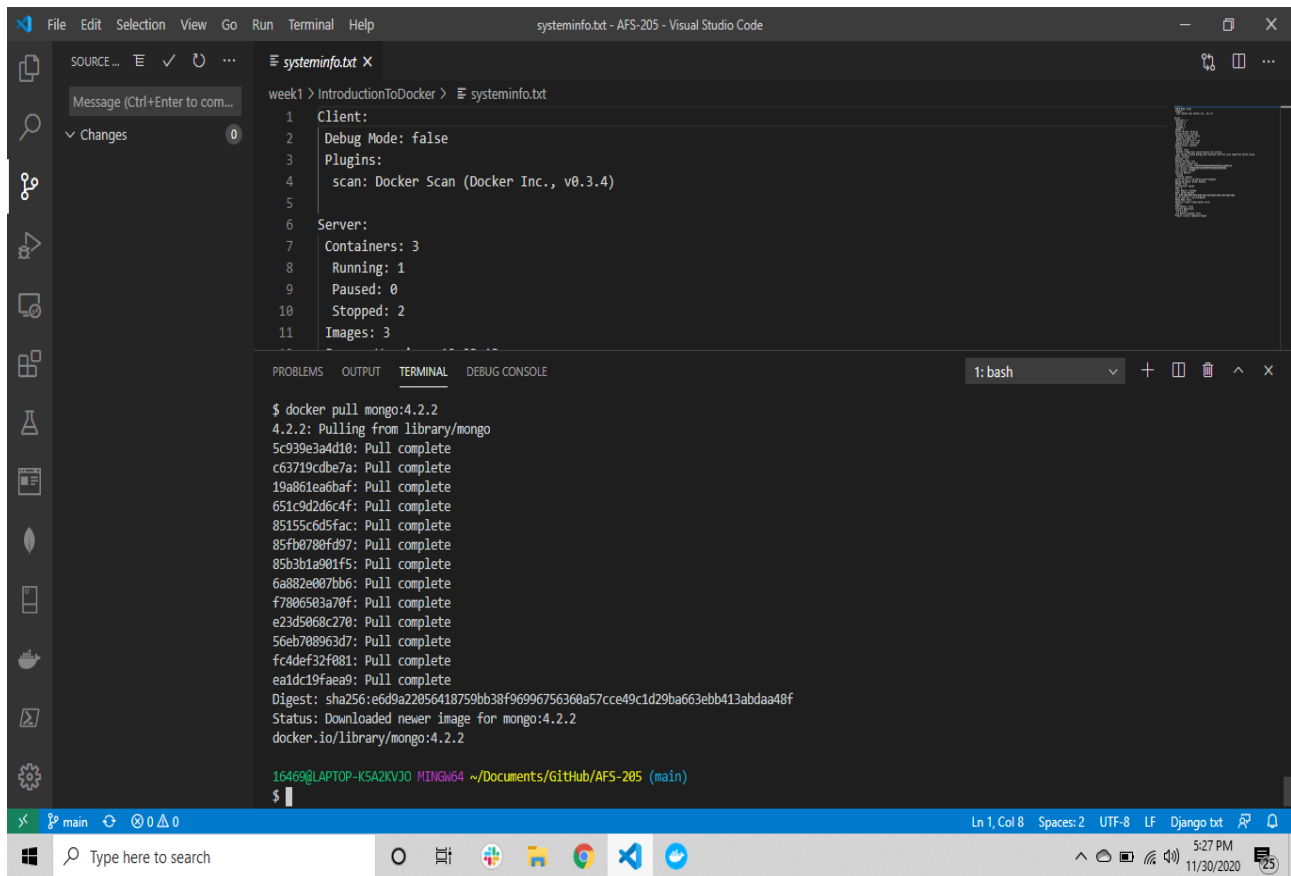 File Edit Selection View Go Run Terminal Help
systeminfo.txt - AFS-205 - Visual Studio Code
SOURCE...
Message (Ctrl+Enter to com...
Changes
0
systeminfo.txt
week1 > IntroductionToDocker > systeminfo.txt
1 Client:
2 Debug Mode: false
3 Plugins:
4 scan: Docker Scan (Docker Inc., v0.3.4)
5
6 Server:
7 Containers: 3
8 Running: 1
9 Paused: 0
10 Stopped: 2
11 Images: 3
PROBLEMS OUTPUT TERMINAL DEBUG CONSOLE
1: bash
$ docker pull mongo:4.2.2
4.2.2: Pulling from library/mongo
5c939e3a4d10: Pull complete
c63719cdbe7a: Pull complete
19a861ea6baf: Pull complete
651c9d2d6c4f: Pull complete
85155c6d5fac: Pull complete
85fb0780fd97: Pull complete
85b3b1a901f5: Pull complete
6a882e007bb6: Pull complete
f7806503a70f: Pull complete
e23d5068c270: Pull complete
56eb708963d7: Pull complete
fc4def32f081: Pull complete
ea1dc19faea9: Pull complete
Digest: sha256:e6d9a22056418759bb38f96996756360a57cce49c1d29ba663ebb413abdaa48f
Status: Downloaded newer image for mongo:4.2.2
docker.io/library/mongo:4.2.2
16469@LAPTOP-K5A2KVJO MINGW64 ~/Documents/GitHub/AFS-205 (main)
$
main 0 0
Ln 1, Col 8 Spaces: 2 UTF-8 LF Django txt
Type here to search
5:27 PM
11/30/2020
25